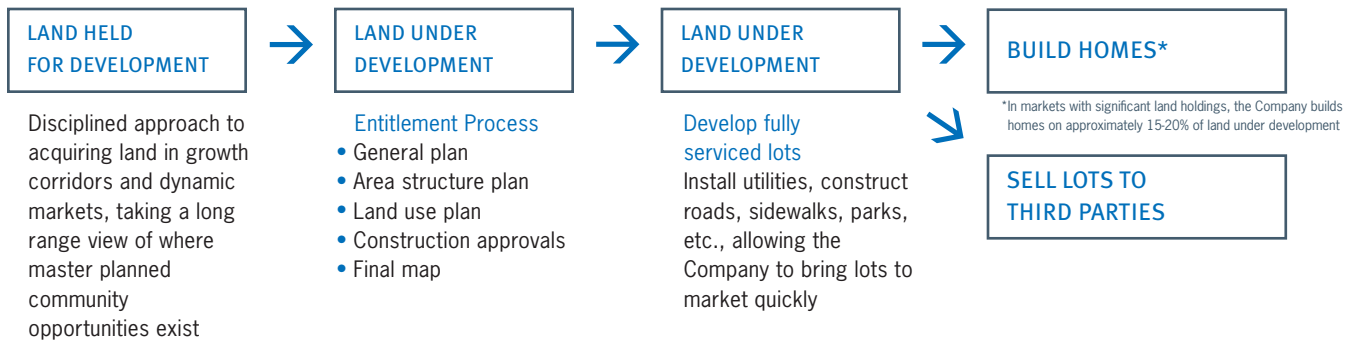 LAND HELD
FOR DEVELOPMENT
Disciplined approach to
acquiring land in growth
corridors and dynamic
markets, taking a long
range view of where
master planned
community
opportunities exist
LAND UNDER
DEVELOPMENT
Entitlement Process
• General plan
• Area structure plan
• Land use plan
• Construction approvals
• Final map
LAND UNDER
DEVELOPMENT
Develop fully
serviced lots
Install utilities, construct
roads, sidewalks, parks,
etc., allowing the
Company to bring lots to
market quickly
BUILD HOMES*
*In markets with significant land holdings, the Company builds
homes on approximately 15-20% of land under development
SELL LOTS TO
THIRD PARTIES